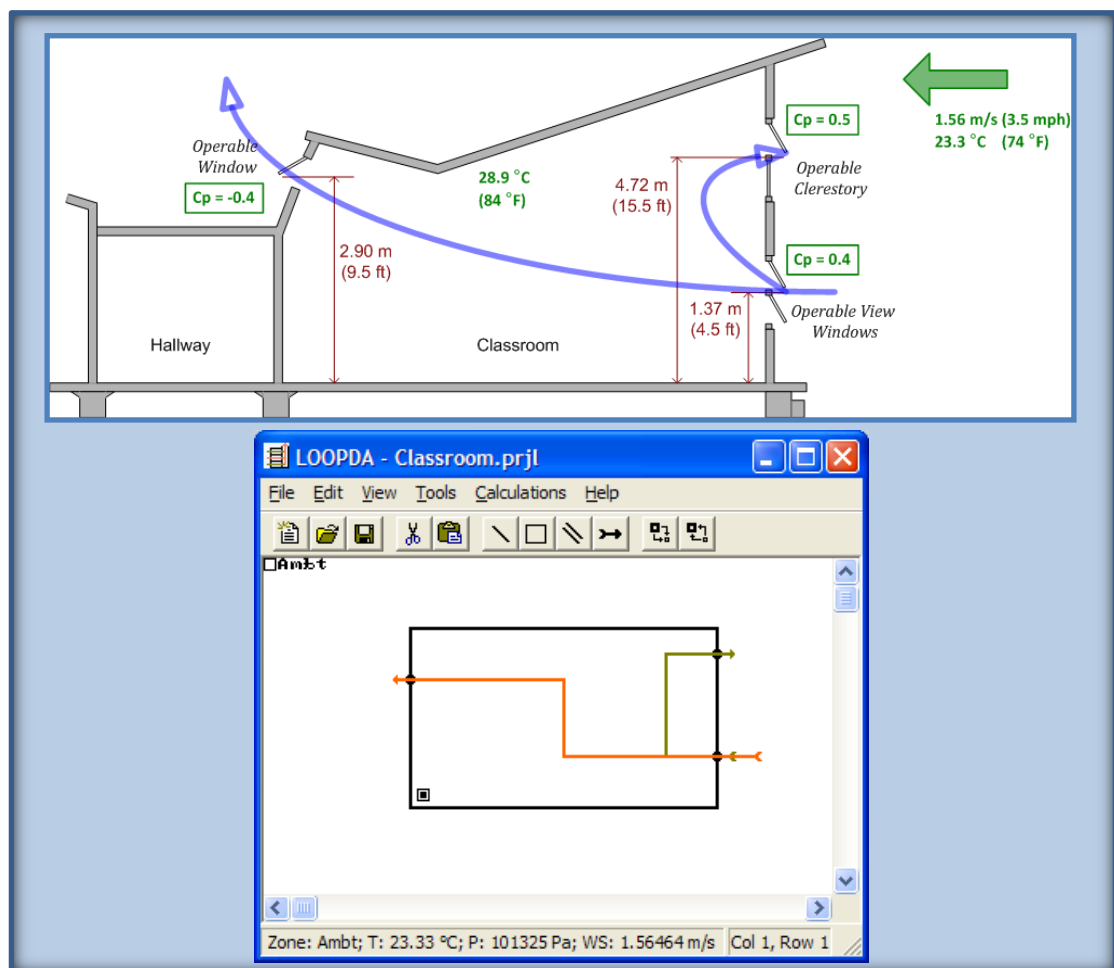 Operable
Window
Cp = -0.4
2.90 m
(9.5 ft)
28.9 °C
(84 °F)
4.72 m
(15.5 ft)
Cp = 0.5
Operable
Clerestory
1.56 m/s (3.5 mph)
23.3 °C (74 °F)
Cp = 0.4
1.37 m
(4.5 ft)
Operable View
Windows
Hallway
Classroom
LOOPDA - Classroom.prjl
File Edit View Tools Calculations Help
Ambt
Zone: Ambt; T: 23.33 ºC; P: 101325 Pa; WS: 1.56464 m/s Col 1, Row 1